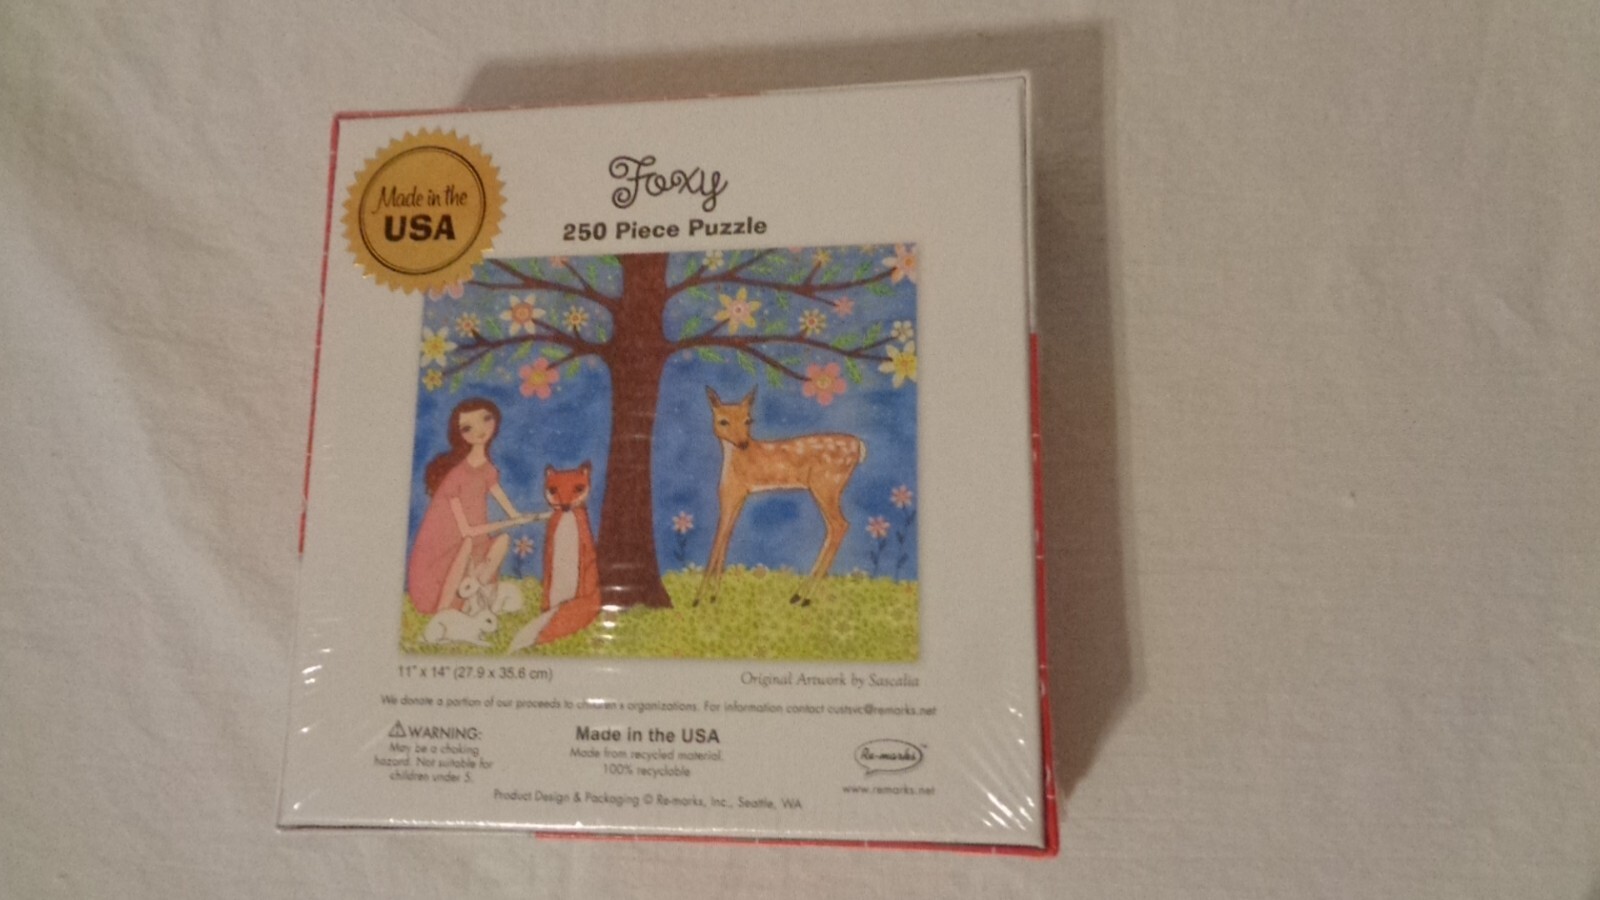 Made in the
USA
Foxy
250 Piece Puzzle
11" x 14" (27.9 x 35.6 cm)
Original Artwork by Sascalia
We donate a portion of our proceeds to children's organizations. For information contact custsvc@remarks.net
WARNING:
May be a choking
hazard. Not suitable for
children under 5.
Made in the USA
Made from recycled material.
100% recyclable
Re-marks™
www.remarks.net
Product Design & Packaging © Re-marks, Inc., Seattle, WA